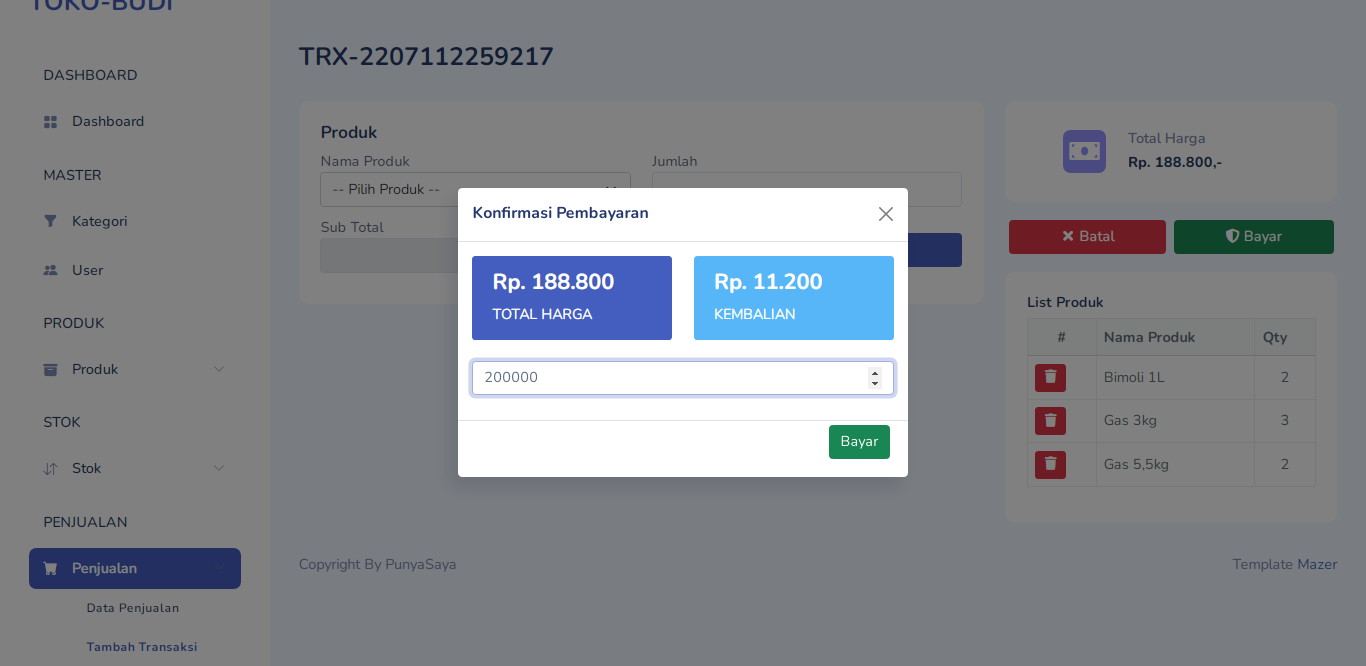 TOKO-BUDI
DASHBOARD
Dashboard
MASTER
Kategori
User
PRODUK
Produk
STOK
Stok
PENJUALAN
Penjualan
Data Penjualan
Tambah Transaksi
TRX-2207112259217
Produk
Nama Produk
Jumlah
-- Pilih Produk --
Sub Total
Konfirmasi Pembayaran
Rp. 188.800
TOTAL HARGA
Rp. 11.200
KEMBALIAN
200000
Bayar
Total Harga
Rp. 188.800,-
Batal
Bayar
List Produk
# Nama Produk Qty
Bimoli 1L 2
Gas 3kg 3
Gas 5,5kg 2
Copyright By PunyaSaya
Template Mazer